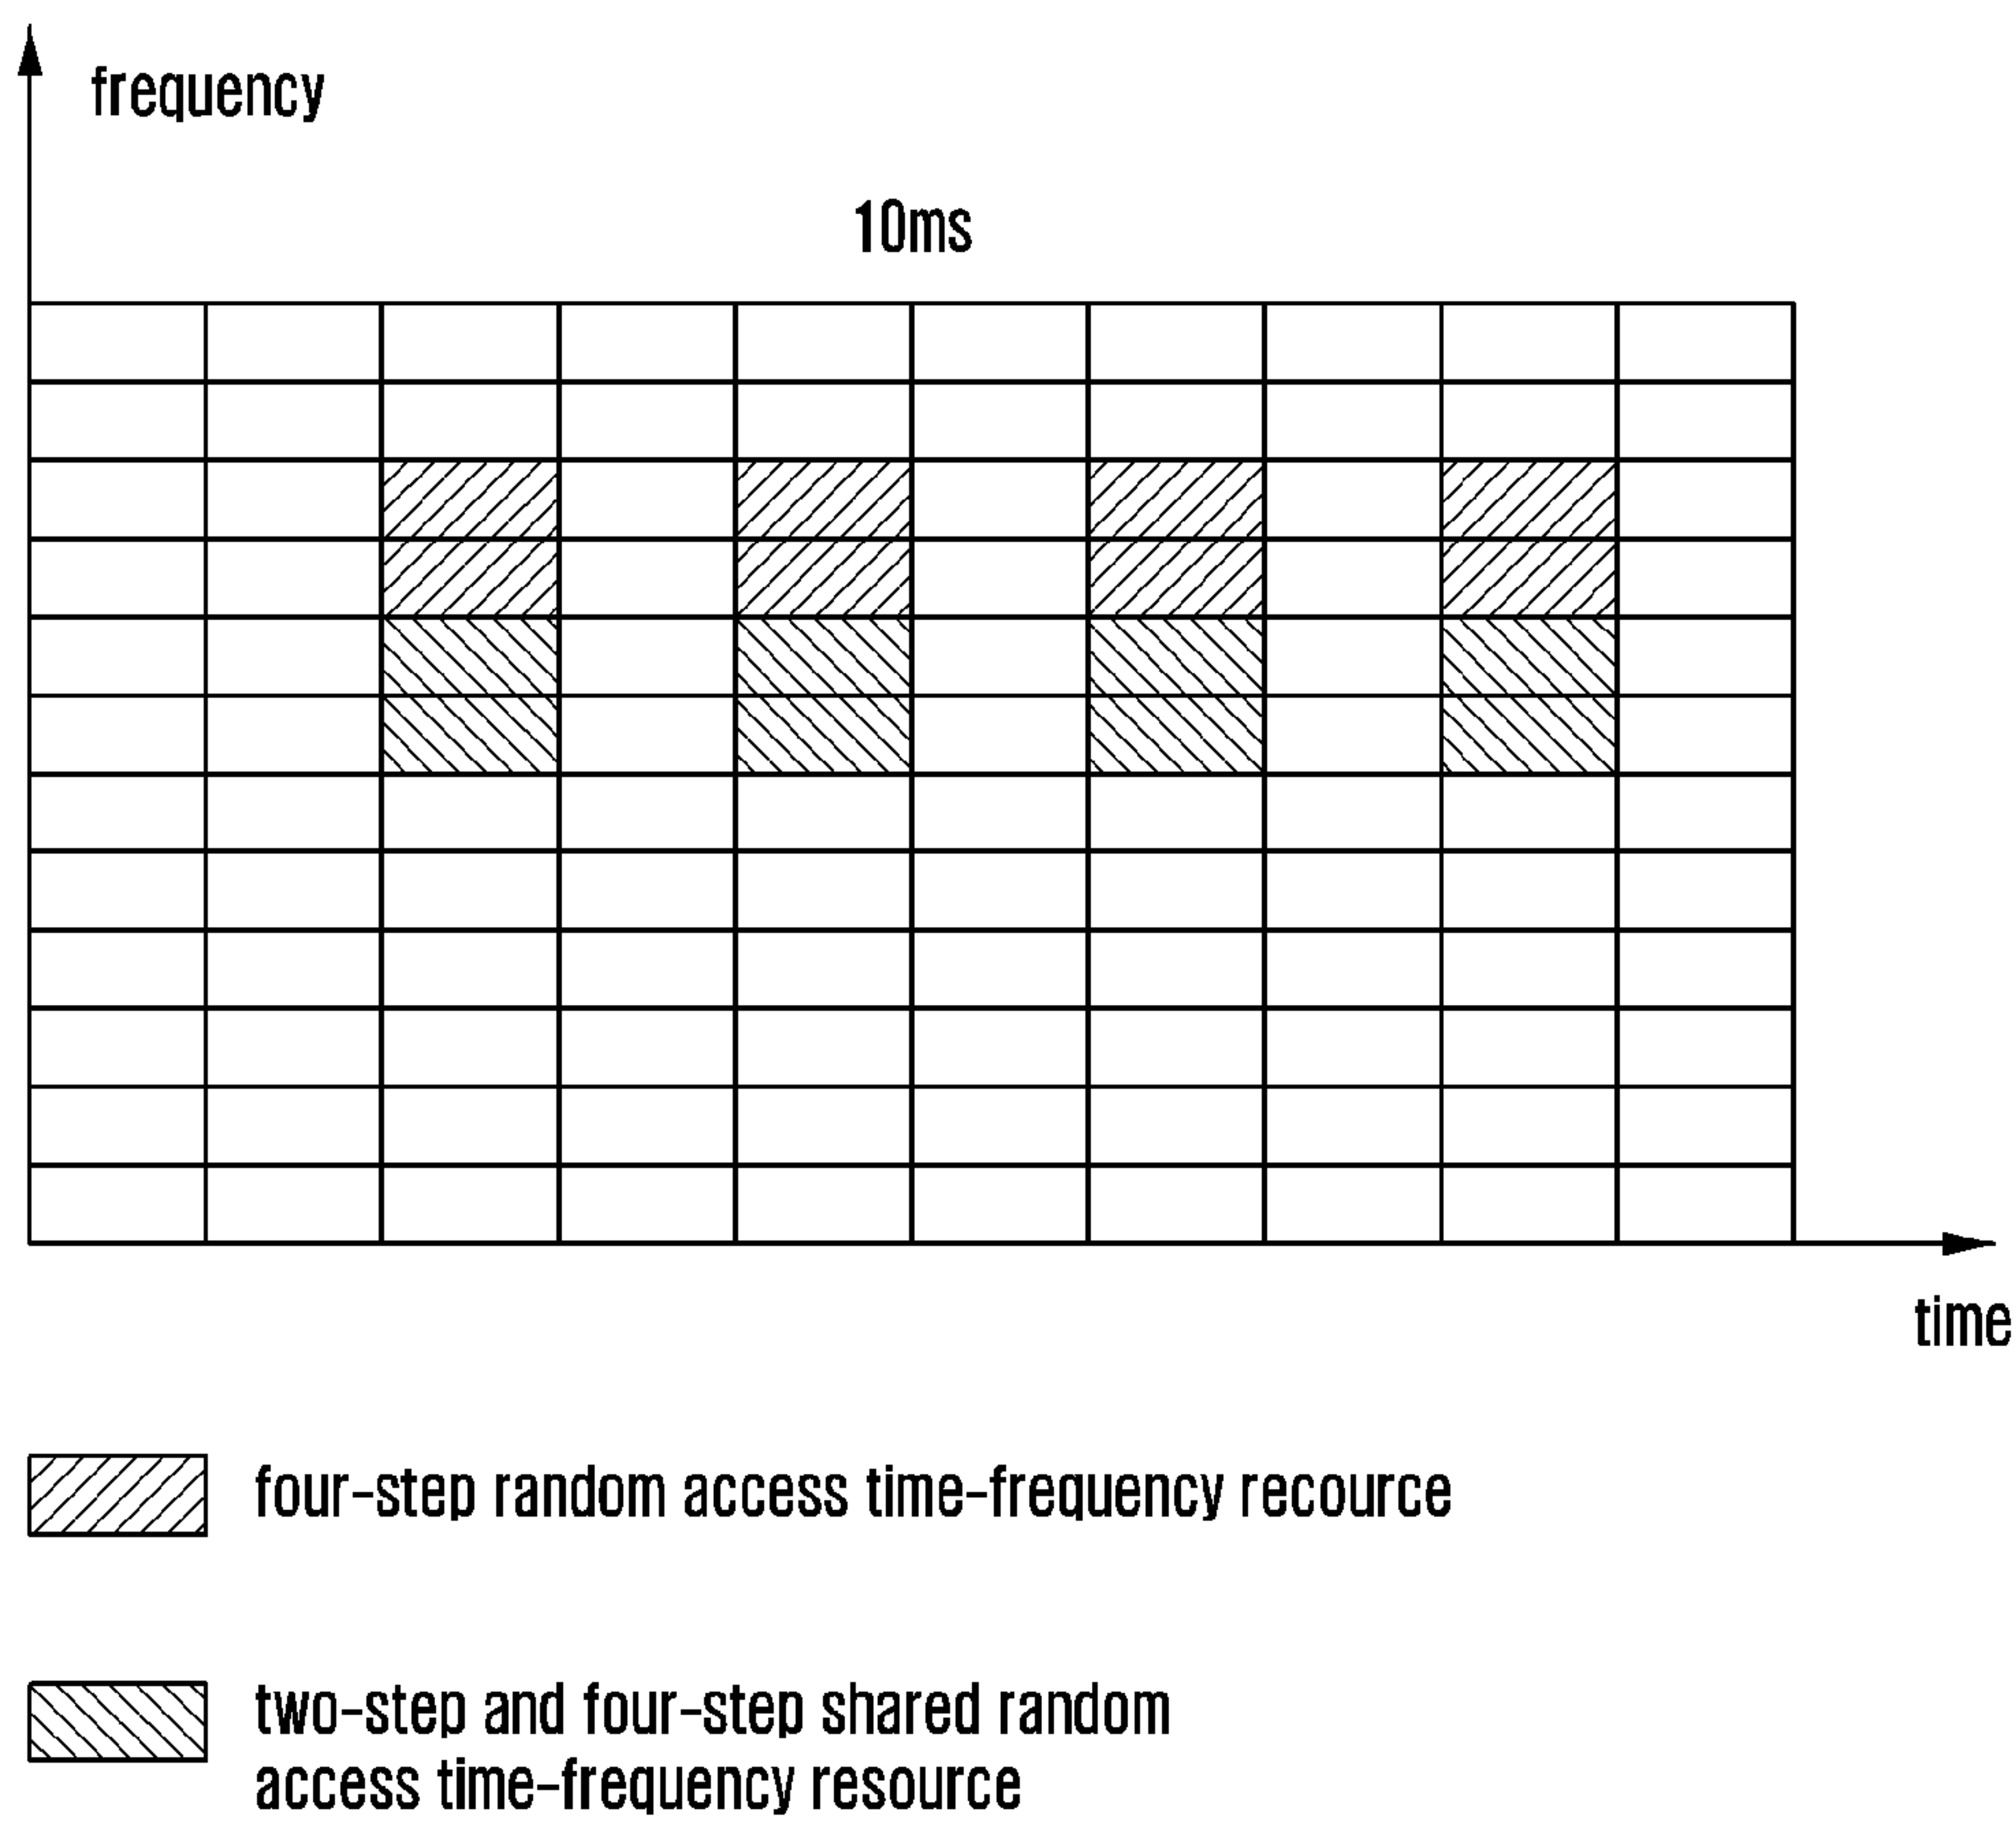 frequency
10ms
time
four-step random access time-frequency recource
two-step and four-step shared random
access time-frequency resource